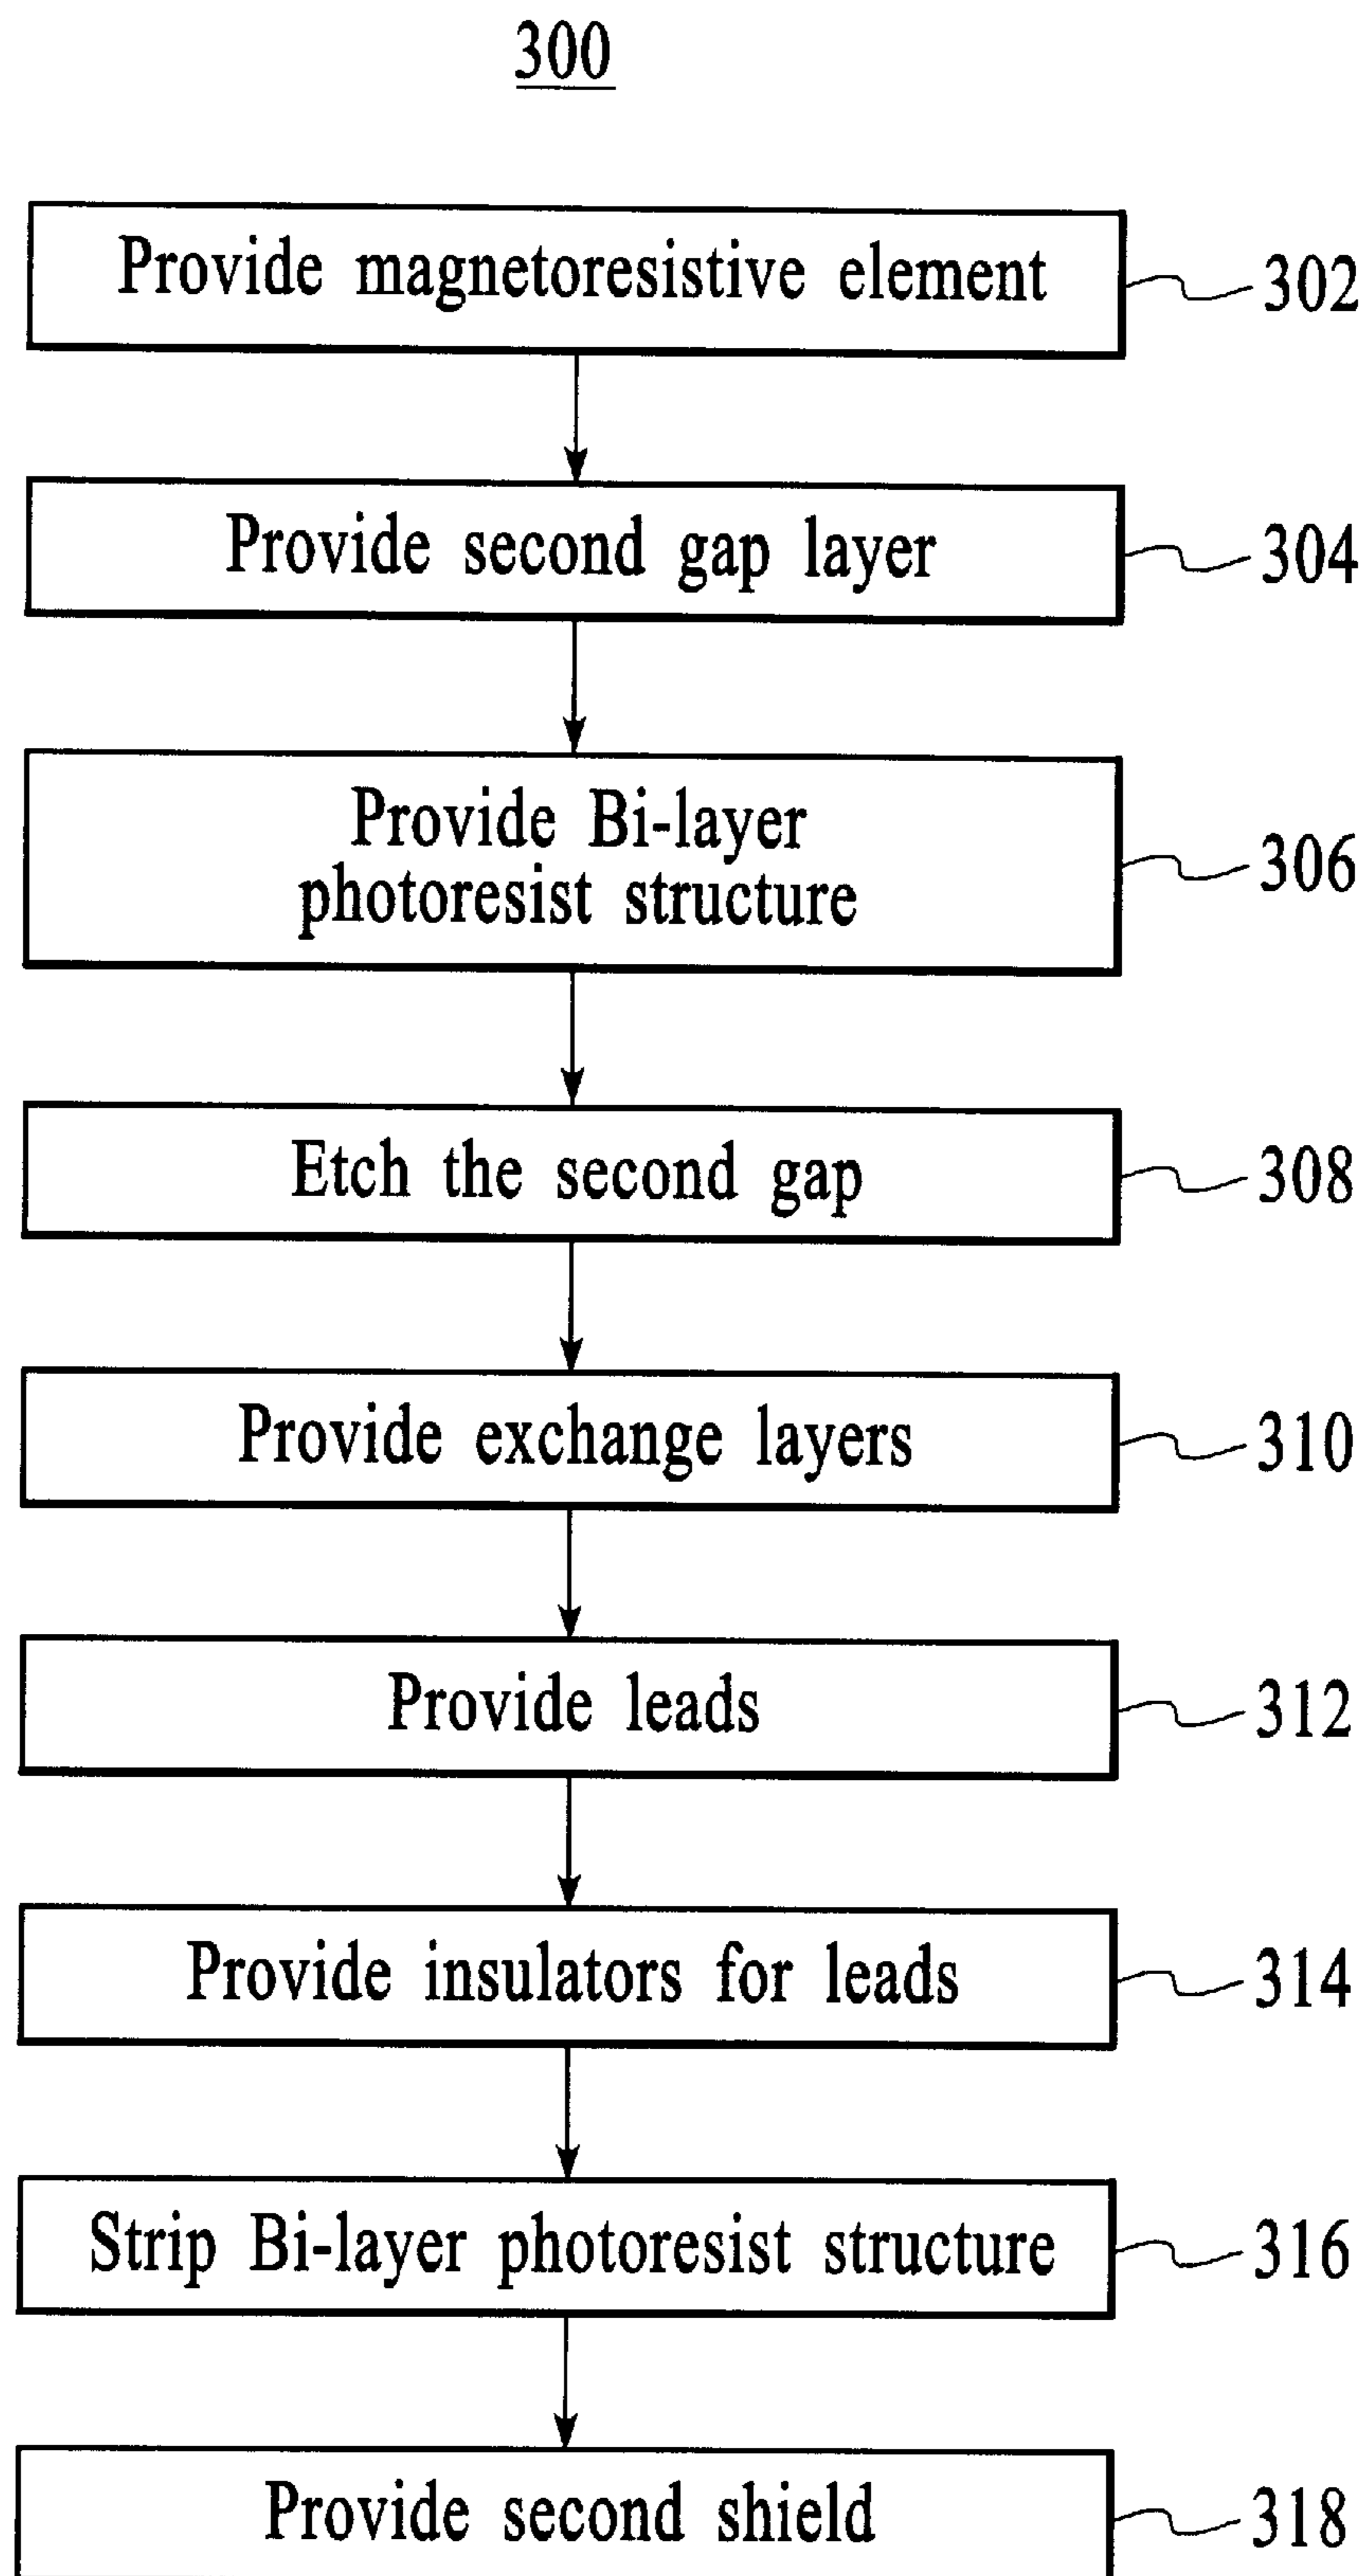 300
Provide magnetoresistive element
302
Provide second gap layer
304
Provide Bi-layer
photoresist structure
306
Etch the second gap
308
Provide exchange layers
310
Provide leads
312
Provide insulators for leads
314
Strip Bi-layer photoresist structure
316
Provide second shield
318